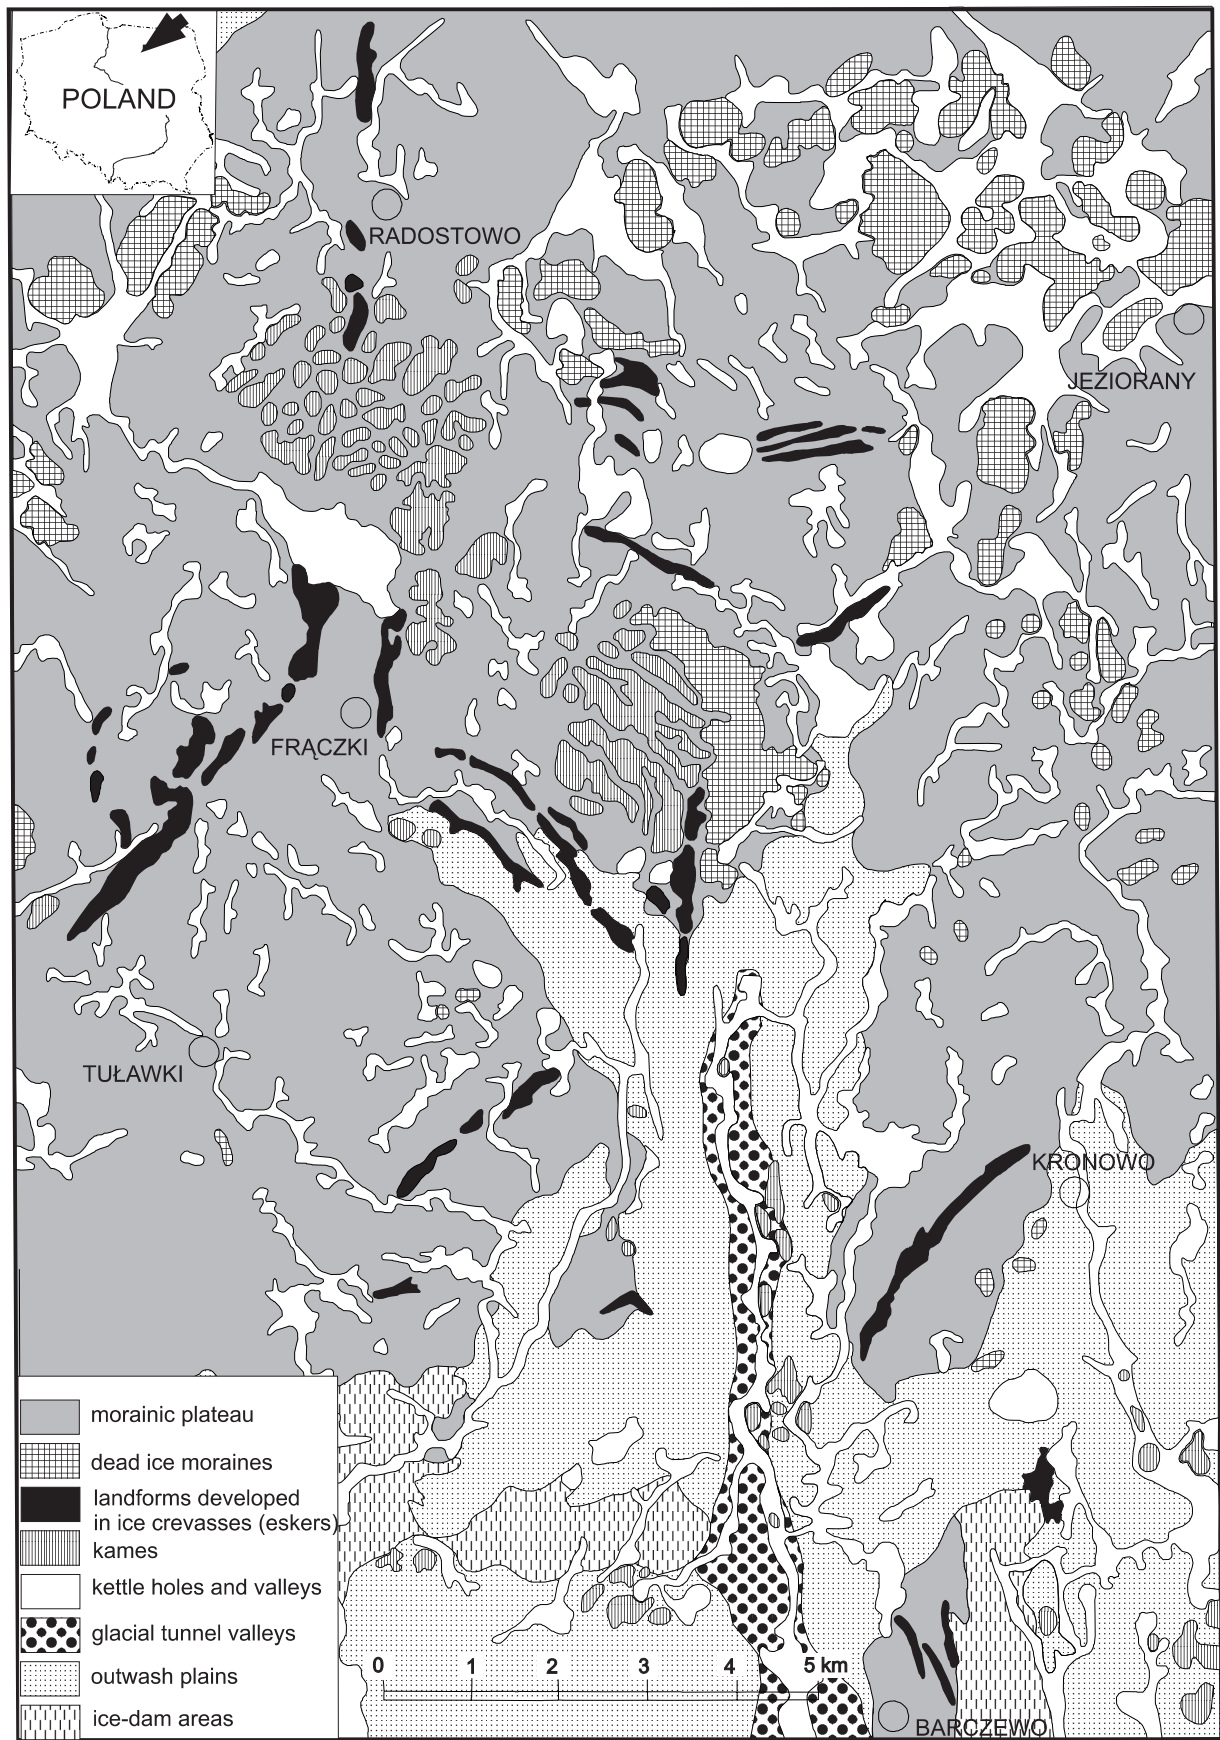 POLAND
RADOSTOWO
JEZIORANY
FRĄCZKI
TUŁAWKI
KRONOWO
morainic plateau
dead ice moraines
landforms developed
in ice crevasses (eskers)
kames
kettle holes and valleys
glacial tunnel valleys
outwash plains
ice-dam areas
0 1 2 3 4 5 km
BARCZEWO